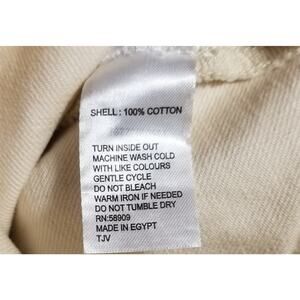 SHELL : 100% COTTON
TURN INSIDE OUT
MACHINE WASH COLD
WITH LIKE COLOURS
GENTLE CYCLE
DO NOT BLEACH
WARM IRON IF NEEDED
DO NOT TUMBLE DRY
RN:58909
MADE IN EGYPT
TJV